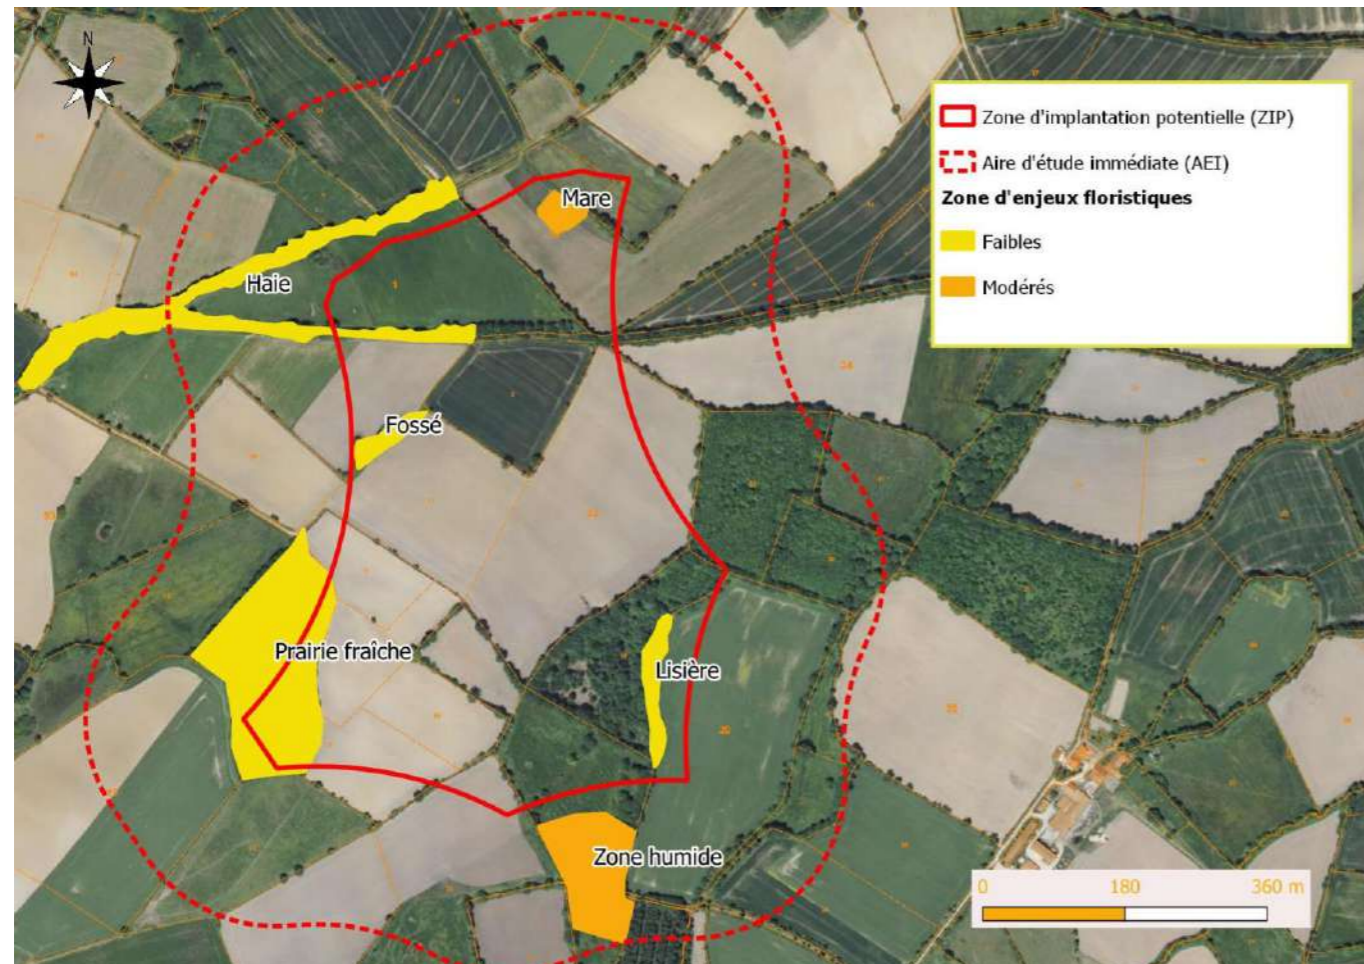 N
Zone d'implantation potentielle (ZIP)
Aire d'étude immédiate (AEI)
Zone d'enjeux floristiques
Faibles
Modérés
Mare
Haie
Fossé
Prairie fraîche
Lisière
Zone humide
0 180 360 m